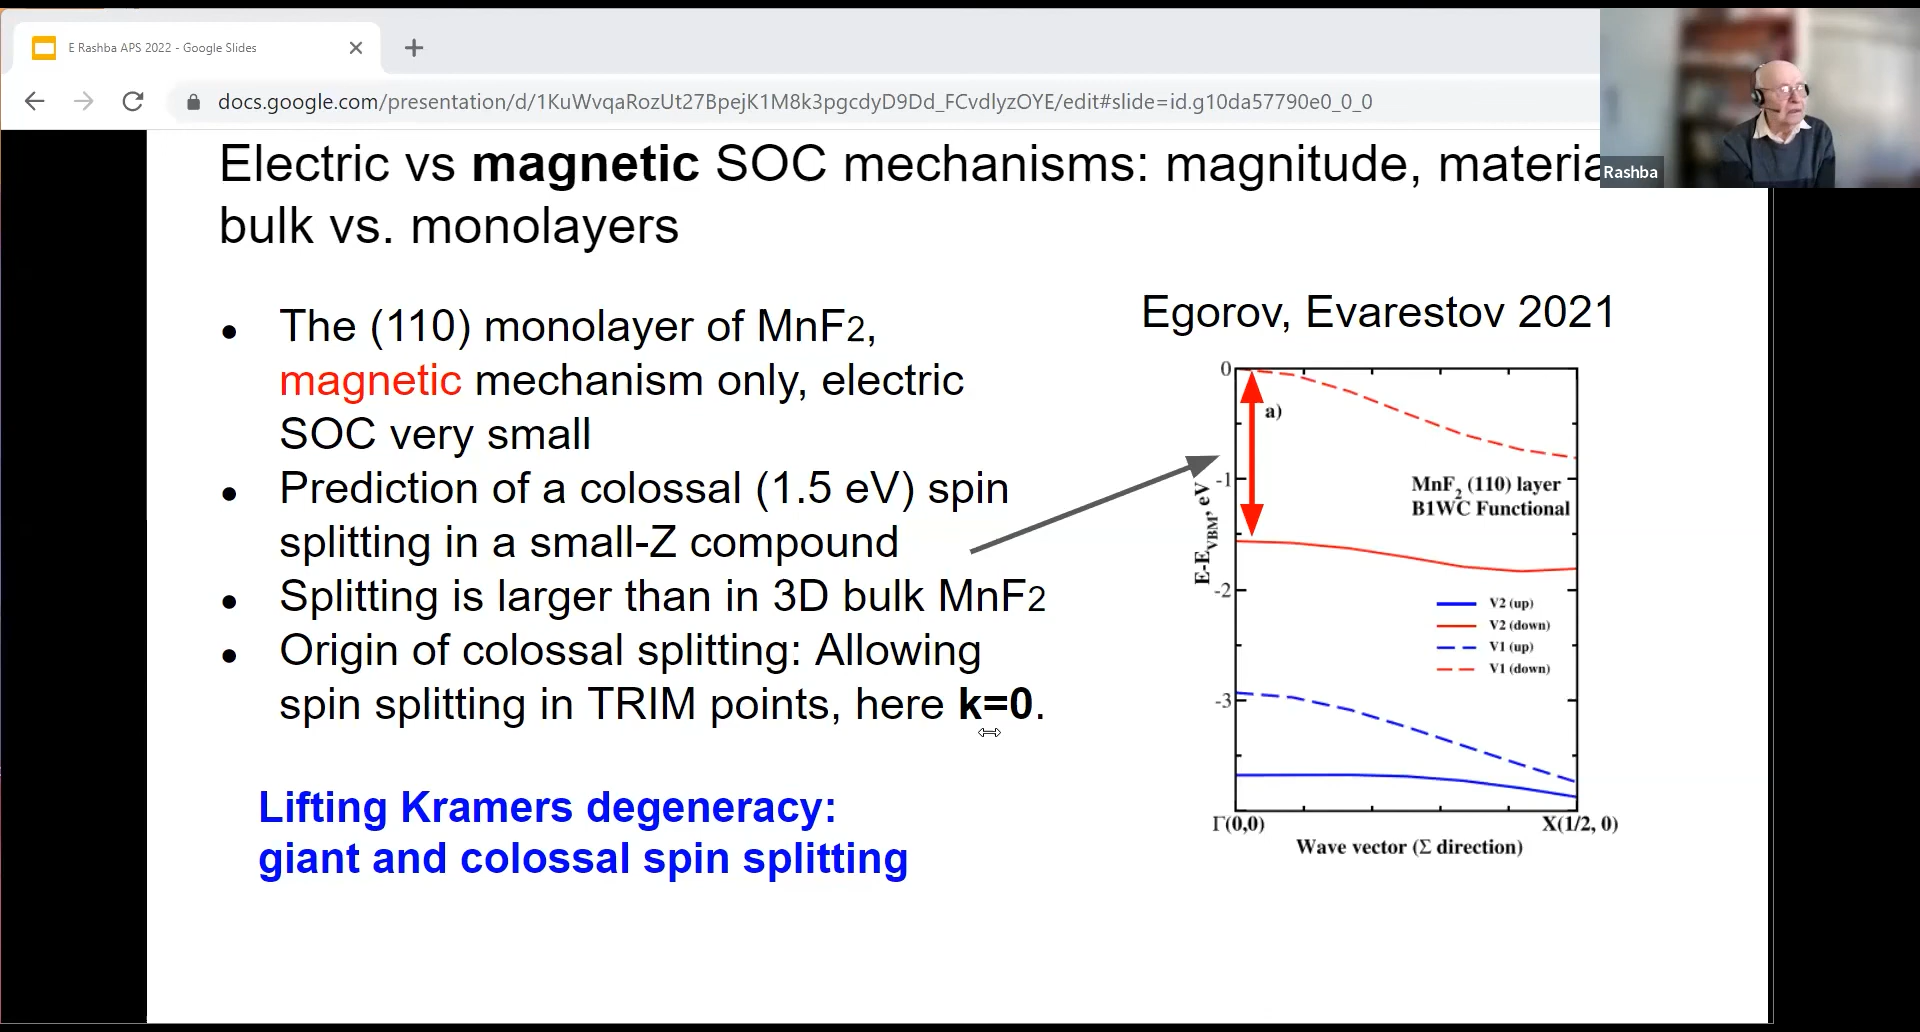 E Rashba APS 2022 - Google Slides
docs.google.com/presentation/d/1KuWvqaRozUt27BpejK1M8k3pgcdyD9Dd_FCvdlyzOYE/edit#slide=id.g10da57790e0_0_0
Rashba
Electric vs magnetic SOC mechanisms: magnitude, materia
bulk vs. monolayers
● The (110) monolayer of MnF2,
magnetic mechanism only, electric
SOC very small
● Prediction of a colossal (1.5 eV) spin
splitting in a small-Z compound
● Splitting is larger than in 3D bulk MnF2
● Origin of colossal splitting: Allowing
spin splitting in TRIM points, here k=0.
Lifting Kramers degeneracy:
giant and colossal spin splitting
Egorov, Evarestov 2021
0
a)
-1
MnF2 (110) layer
B1WC Functional
E-EVBM, eV
-2
V2 (up)
V2 (down)
V1 (up)
V1 (down)
-3
Γ(0,0)
X(1/2, 0)
Wave vector (Σ direction)